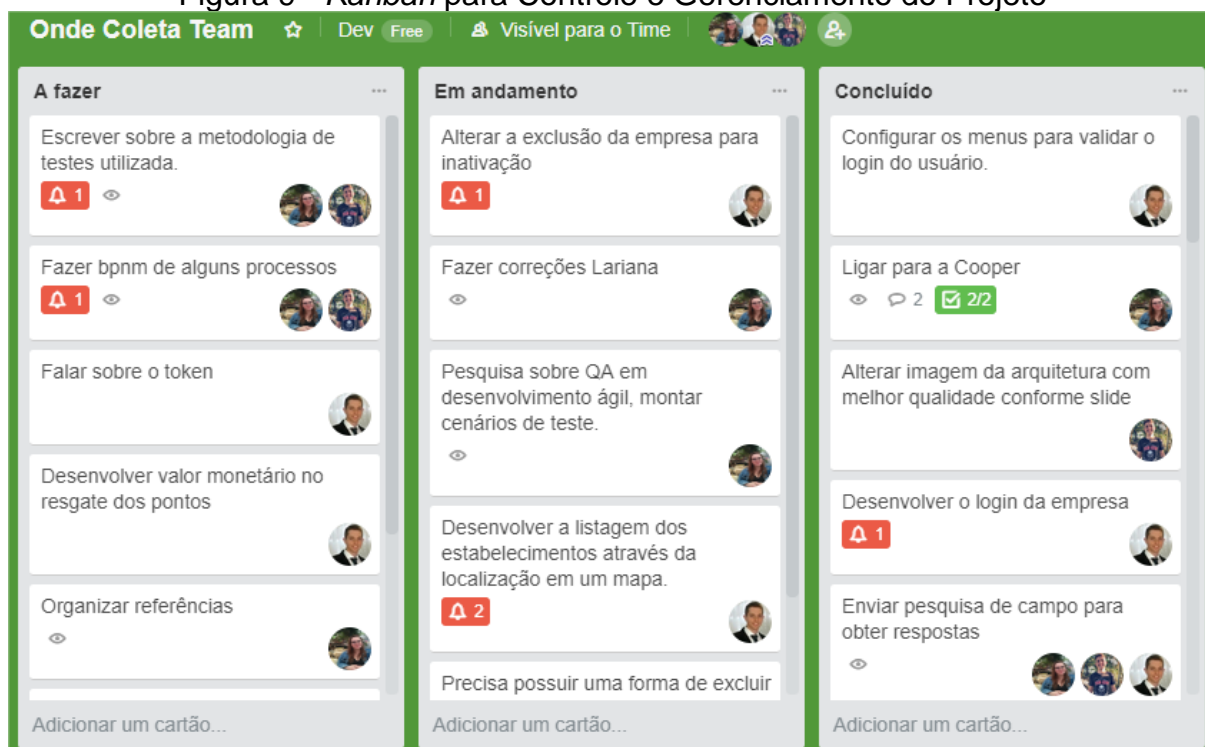 Kanban para Controle e Gerenciamento do Projeto
Onde Coleta Team Dev Free Visível para o Time
A fazer
Escrever sobre a metodologia de
testes utilizada.
1
Fazer bpnm de alguns processos
1
Falar sobre o token
Desenvolver valor monetário no
resgate dos pontos
Organizar referências
Adicionar um cartão...
Em andamento
Alterar a exclusão da empresa para
inativação
1
Fazer correções Lariana
Pesquisa sobre QA em
desenvolvimento ágil, montar
cenários de teste.
Desenvolver a listagem dos
estabelecimentos através da
localização em um mapa.
2
Precisa possuir uma forma de excluir
Adicionar um cartão...
Concluído
Configurar os menus para validar o
login do usuário.
Ligar para a Cooper
2 2/2
Alterar imagem da arquitetura com
melhor qualidade conforme slide
Desenvolver o login da empresa
1
Enviar pesquisa de campo para
obter respostas
Adicionar um cartão...